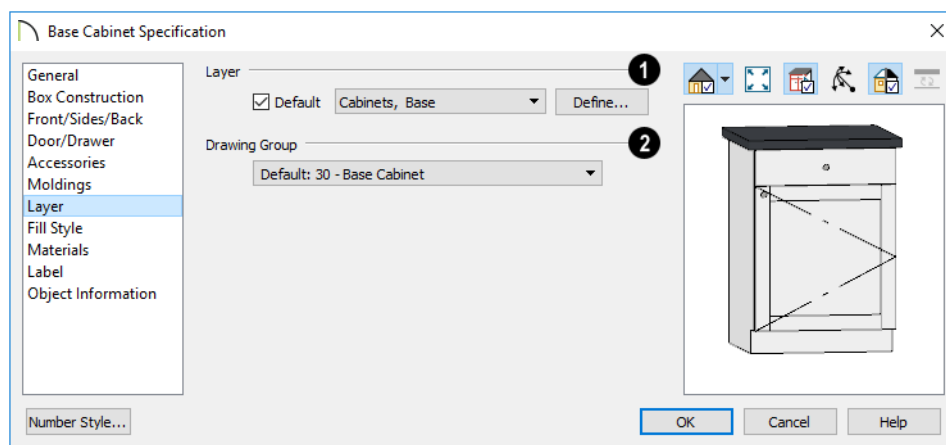 Base Cabinet Specification
General
Box Construction
Front/Sides/Back
Door/Drawer
Accessories
Moldings
Layer
Fill Style
Materials
Label
Object Information
Number Style...
Layer
1
Default
Cabinets, Base
Define...
Drawing Group
2
Default: 30 - Base Cabinet
OK
Cancel
Help